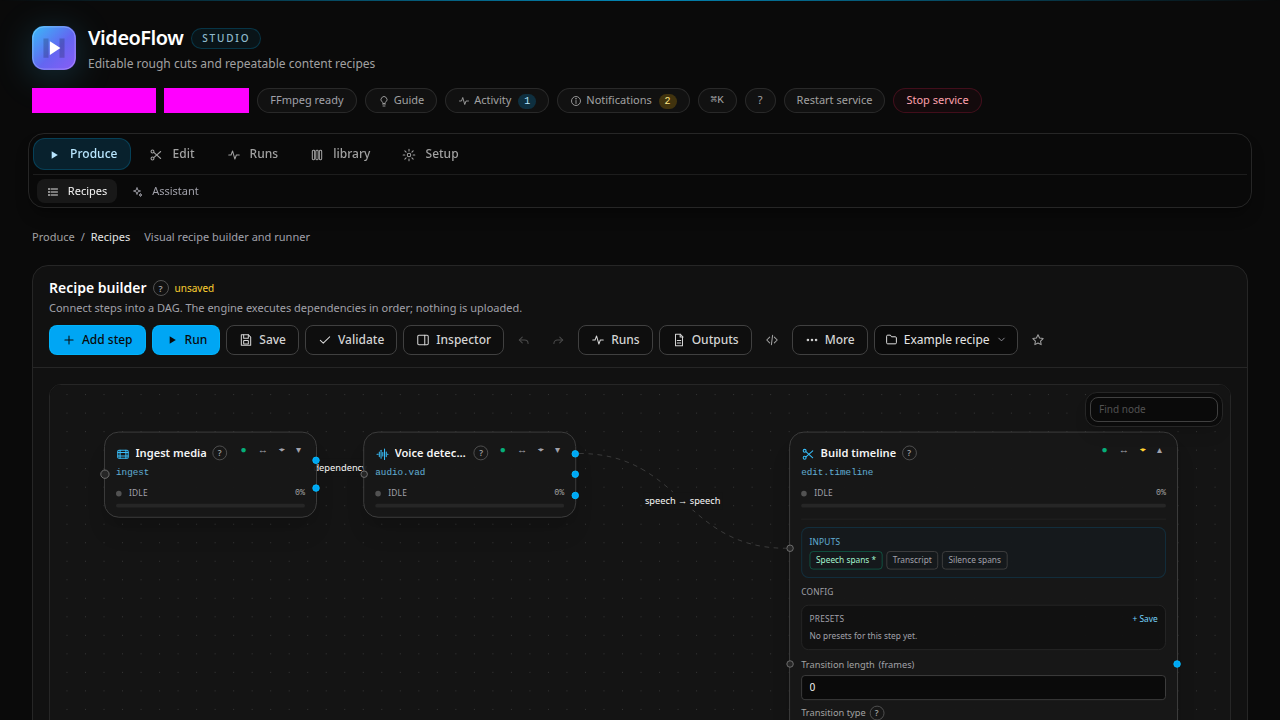 VideoFlow STUDIO
Editable rough cuts and repeatable content recipes
FFmpeg ready Guide Activity 1 Notifications 2 ⌘K ? Restart service Stop service
Produce Edit Runs library Setup
Recipes Assistant
Produce / Recipes Visual recipe builder and runner
Recipe builder ? unsaved
Connect steps into a DAG. The engine executes dependencies in order; nothing is uploaded.
Add step Run Save Validate Inspector Runs Outputs More Example recipe
Find node
Ingest media ?
ingest
IDLE 0%
dependenc
Voice detec... ?
audio.vad
IDLE 0%
speech → speech
Build timeline ?
edit.timeline
IDLE 0%
INPUTS
Speech spans * Transcript Silence spans
CONFIG
PRESETS + Save
No presets for this step yet.
Transition length (frames)
0
Transition type ?